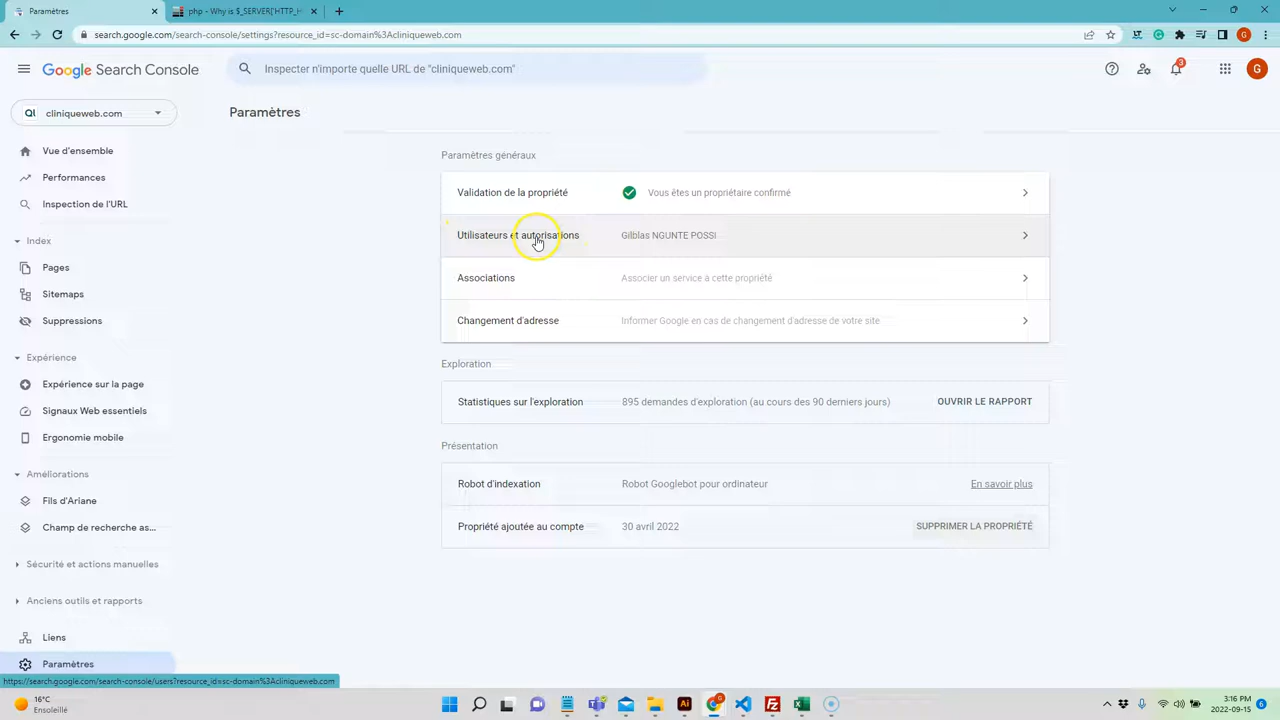 Paramètres
php - Why is $_SERVER['HTTP_H
search.google.com/search-console/settings?resource_id=sc-domain%3Acliniqueweb.com
G
Google Search Console
Inspecter n'importe quelle URL de "cliniqueweb.com"
3
G
cliniqueweb.com
Paramètres
Vue d'ensemble
Performances
Inspection de l'URL
Index
Pages
Sitemaps
Suppressions
Expérience
Expérience sur la page
Signaux Web essentiels
Ergonomie mobile
Améliorations
Fils d'Ariane
Champ de recherche as...
Sécurité et actions manuelles
Anciens outils et rapports
Liens
Paramètres
Paramètres généraux
Validation de la propriété Vous êtes un propriétaire confirmé
Utilisateurs et autorisations Gilblas NGUNTE POSSI
Associations Associer un service à cette propriété
Changement d'adresse Informer Google en cas de changement d'adresse de votre site
Exploration
Statistiques sur l'exploration 895 demandes d'exploration (au cours des 90 derniers jours) OUVRIR LE RAPPORT
Présentation
Robot d'indexation Robot Googlebot pour ordinateur En savoir plus
Propriété ajoutée au compte 30 avril 2022 SUPPRIMER LA PROPRIÉTÉ
https://search.google.com/search-console/users?resource_id=sc-domain%3Acliniqueweb.com
16°C
Ensoleillé
Ai
G
Fz
3:16 PM
2022-09-15